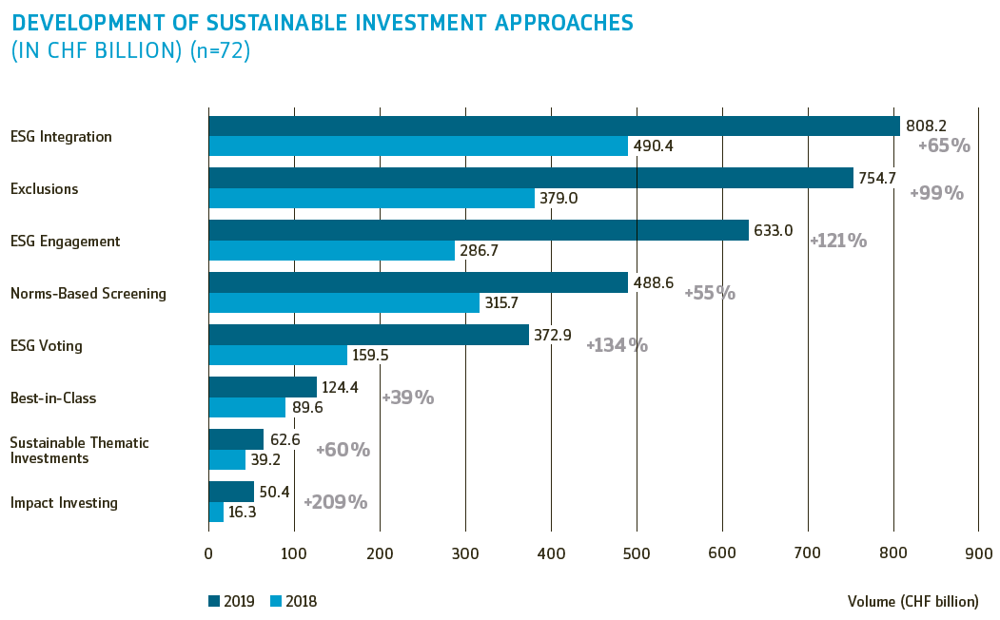 DEVELOPMENT OF SUSTAINABLE INVESTMENT APPROACHES
(IN CHF BILLION) (n=72)
ESG Integration
808.2
490.4
+65%
Exclusions
754.7
379.0
+99%
ESG Engagement
633.0
286.7
+121%
Norms-Based Screening
488.6
315.7
+55%
ESG Voting
372.9
159.5
+134%
Best-in-Class
124.4
89.6
+39%
Sustainable Thematic
Investments
62.6
39.2
+60%
Impact Investing
50.4
16.3
+209%
0 100 200 300 400 500 600 700 800 900
2019 2018
Volume (CHF billion)